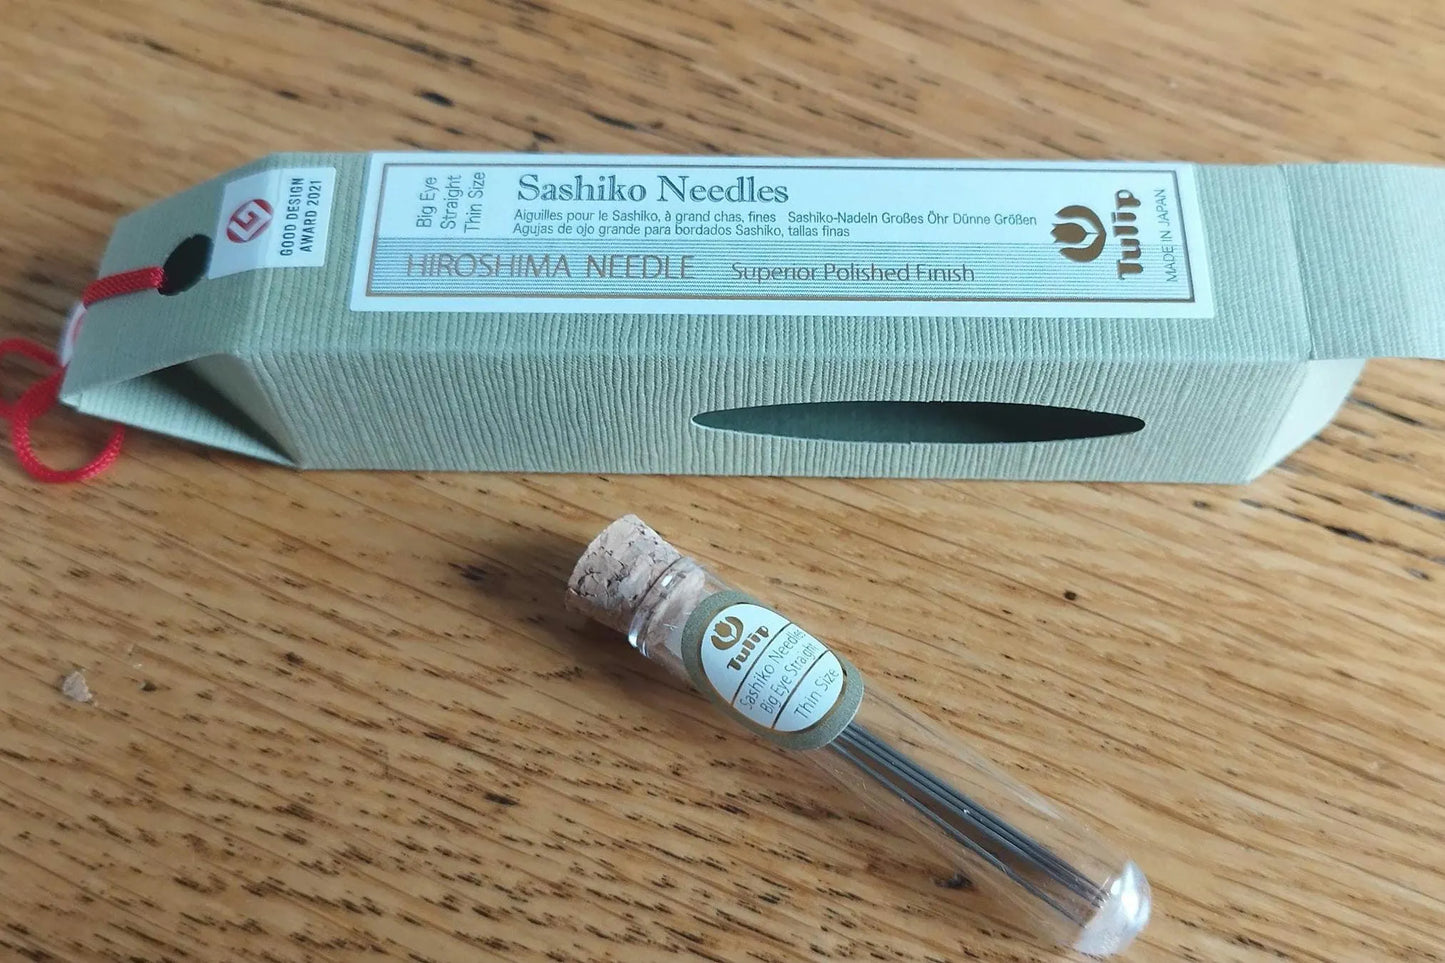 GOOD DESIGN
AWARD 2021
Big Eye
Straight
Thin Size
Sashiko Needles
Aiguilles pour le Sashiko, à grand chas, fines Sashiko-Nadeln Großes Öhr Dünne Größen
Agujas de ojo grande para bordados Sashiko, tallas finas
HIROSHIMA NEEDLE Superior Polished Finish
Tulip
MADE IN JAPAN
Tulip
Sashiko Needles
Big Eye Straight
Thin Size